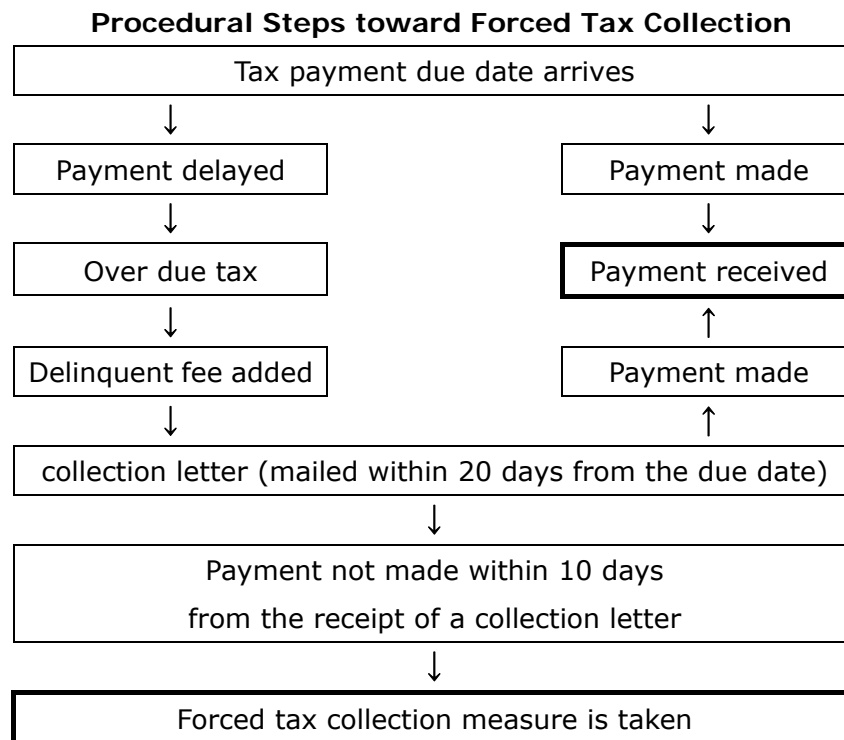 Procedural Steps toward Forced Tax Collection
Tax payment due date arrives
↓ ↓
Payment delayed Payment made
↓ ↓
Over due tax Payment received
↓ ↑
Delinquent fee added Payment made
↓ ↑
collection letter (mailed within 20 days from the due date)
↓
Payment not made within 10 days
from the receipt of a collection letter
↓
Forced tax collection measure is taken